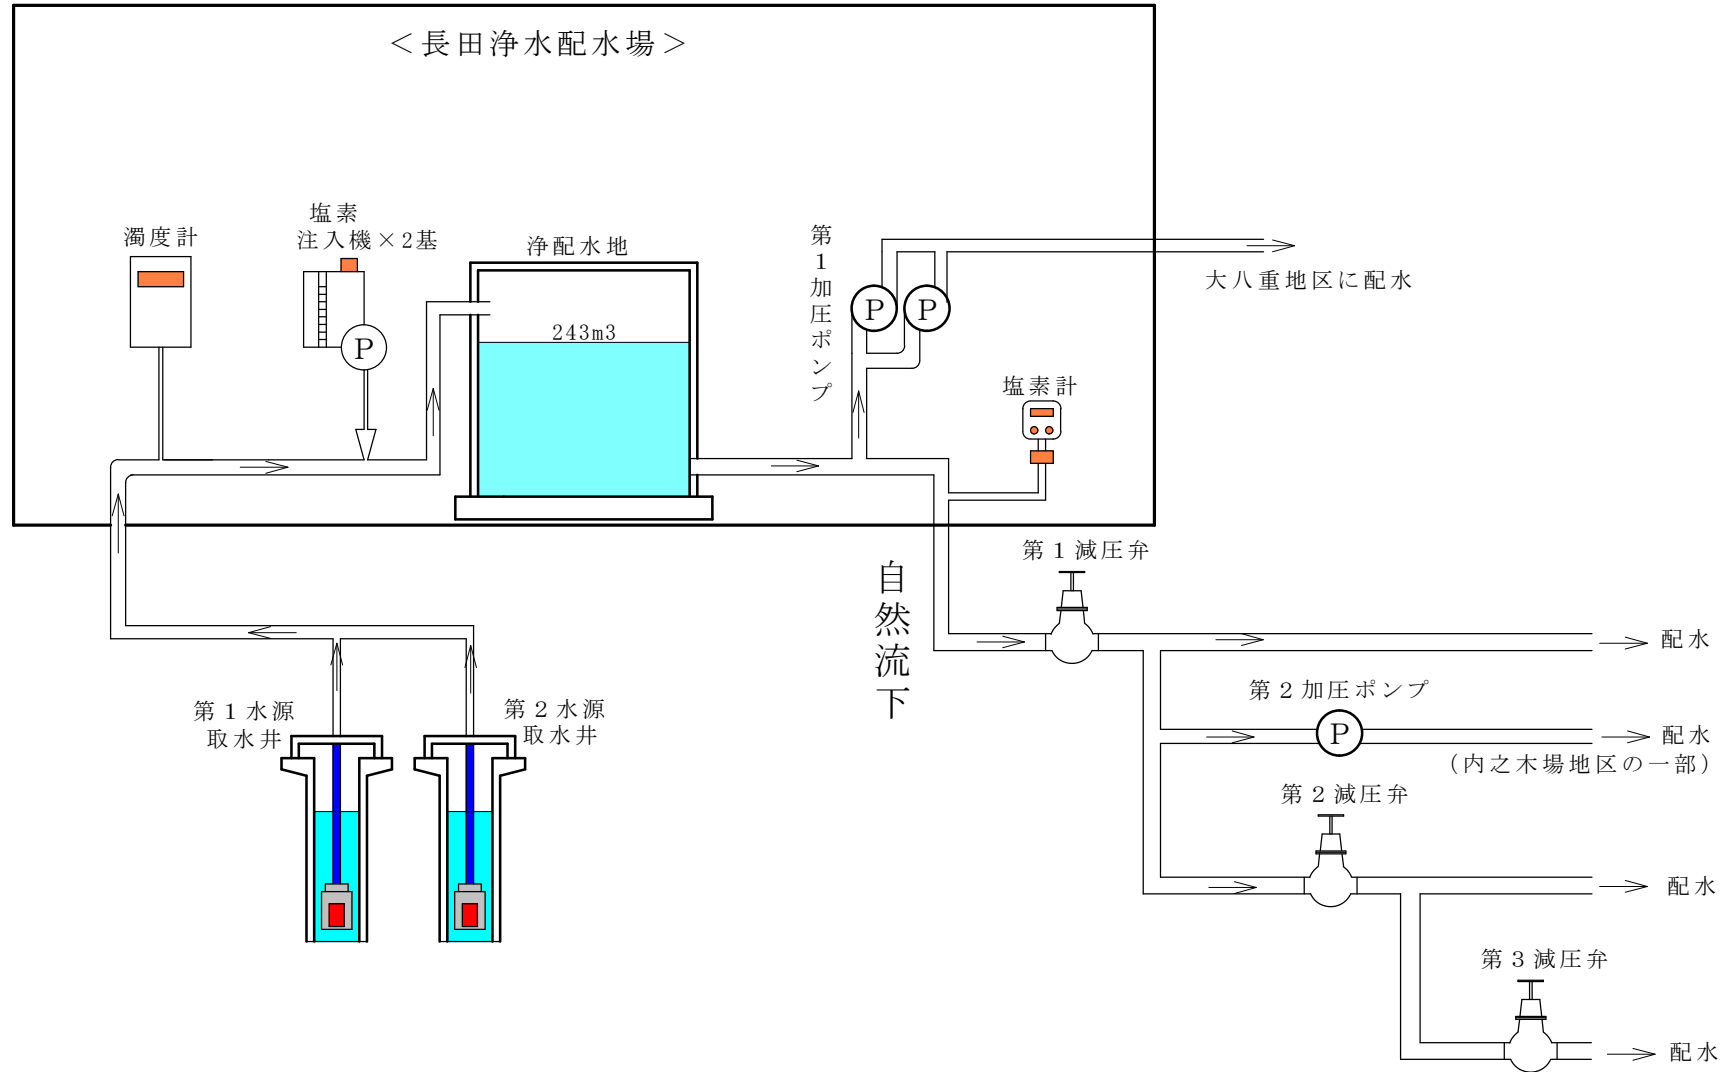 ＜長田浄水配水場＞
塩素
注入機×2基
濁度計
浄配水地
243m3
第1加圧ポンプ
P
P
P
大八重地区に配水
塩素計
自然流下
第1減圧弁
配水
第2加圧ポンプ
P
配水
（内之木場地区の一部）
第1水源
取水井
第2水源
取水井
第2減圧弁
配水
第3減圧弁
配水